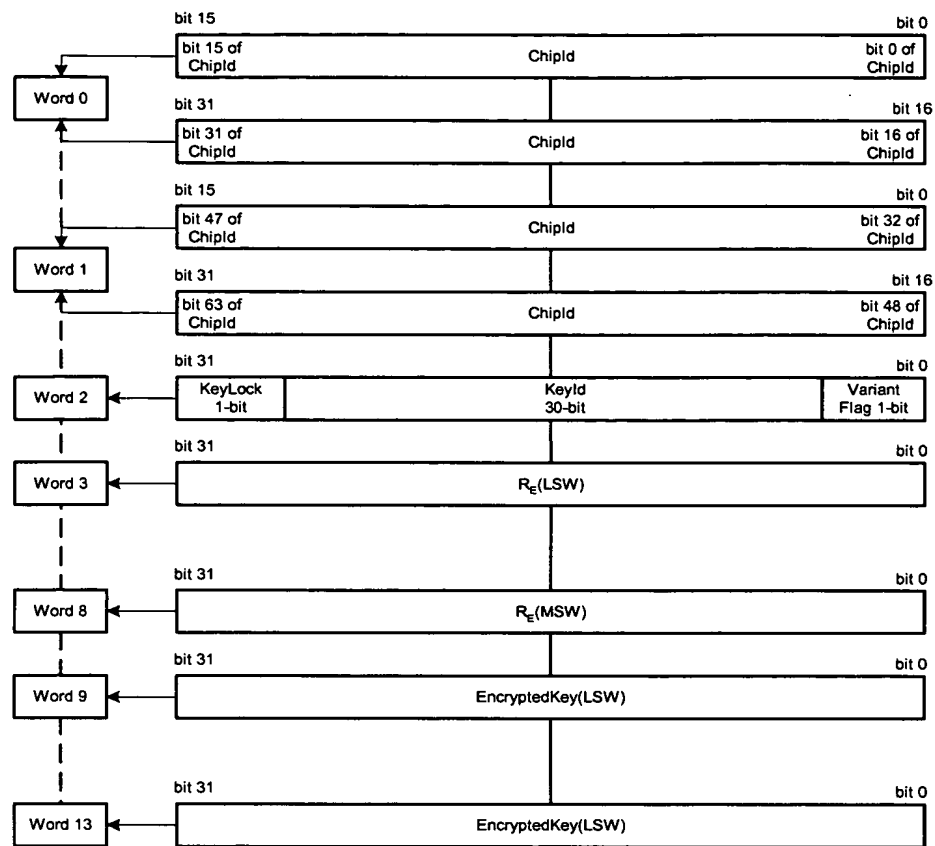 bit 15 bit 0
bit 15 of ChipId ChipId bit 0 of ChipId
Word 0
bit 31 bit 16
bit 31 of ChipId ChipId bit 16 of ChipId
bit 15 bit 0
bit 47 of ChipId ChipId bit 32 of ChipId
Word 1
bit 31 bit 16
bit 63 of ChipId ChipId bit 48 of ChipId
bit 31 bit 0
Word 2 KeyLock 1-bit KeyId 30-bit Variant Flag 1-bit
bit 31 bit 0
Word 3 RE(LSW)
bit 31 bit 0
Word 8 RE(MSW)
bit 31 bit 0
Word 9 EncryptedKey(LSW)
bit 31 bit 0
Word 13 EncryptedKey(LSW)